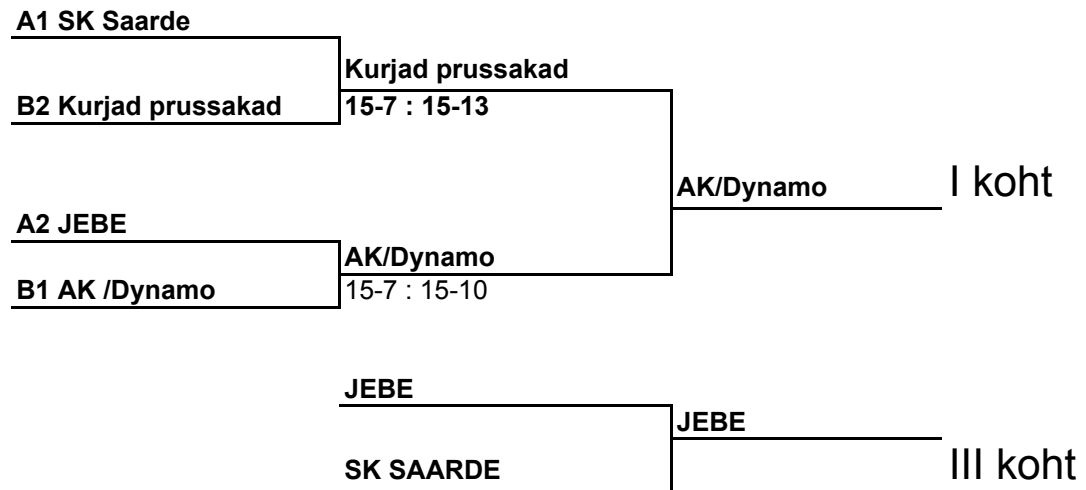 A1 SK Saarde
Kurjad prussakad
B2 Kurjad prussakad
15-7 : 15-13
AK/Dynamo
I koht
A2 JEBE
AK/Dynamo
B1 AK /Dynamo
15-7 : 15-10
JEBE
JEBE
SK SAARDE
III koht